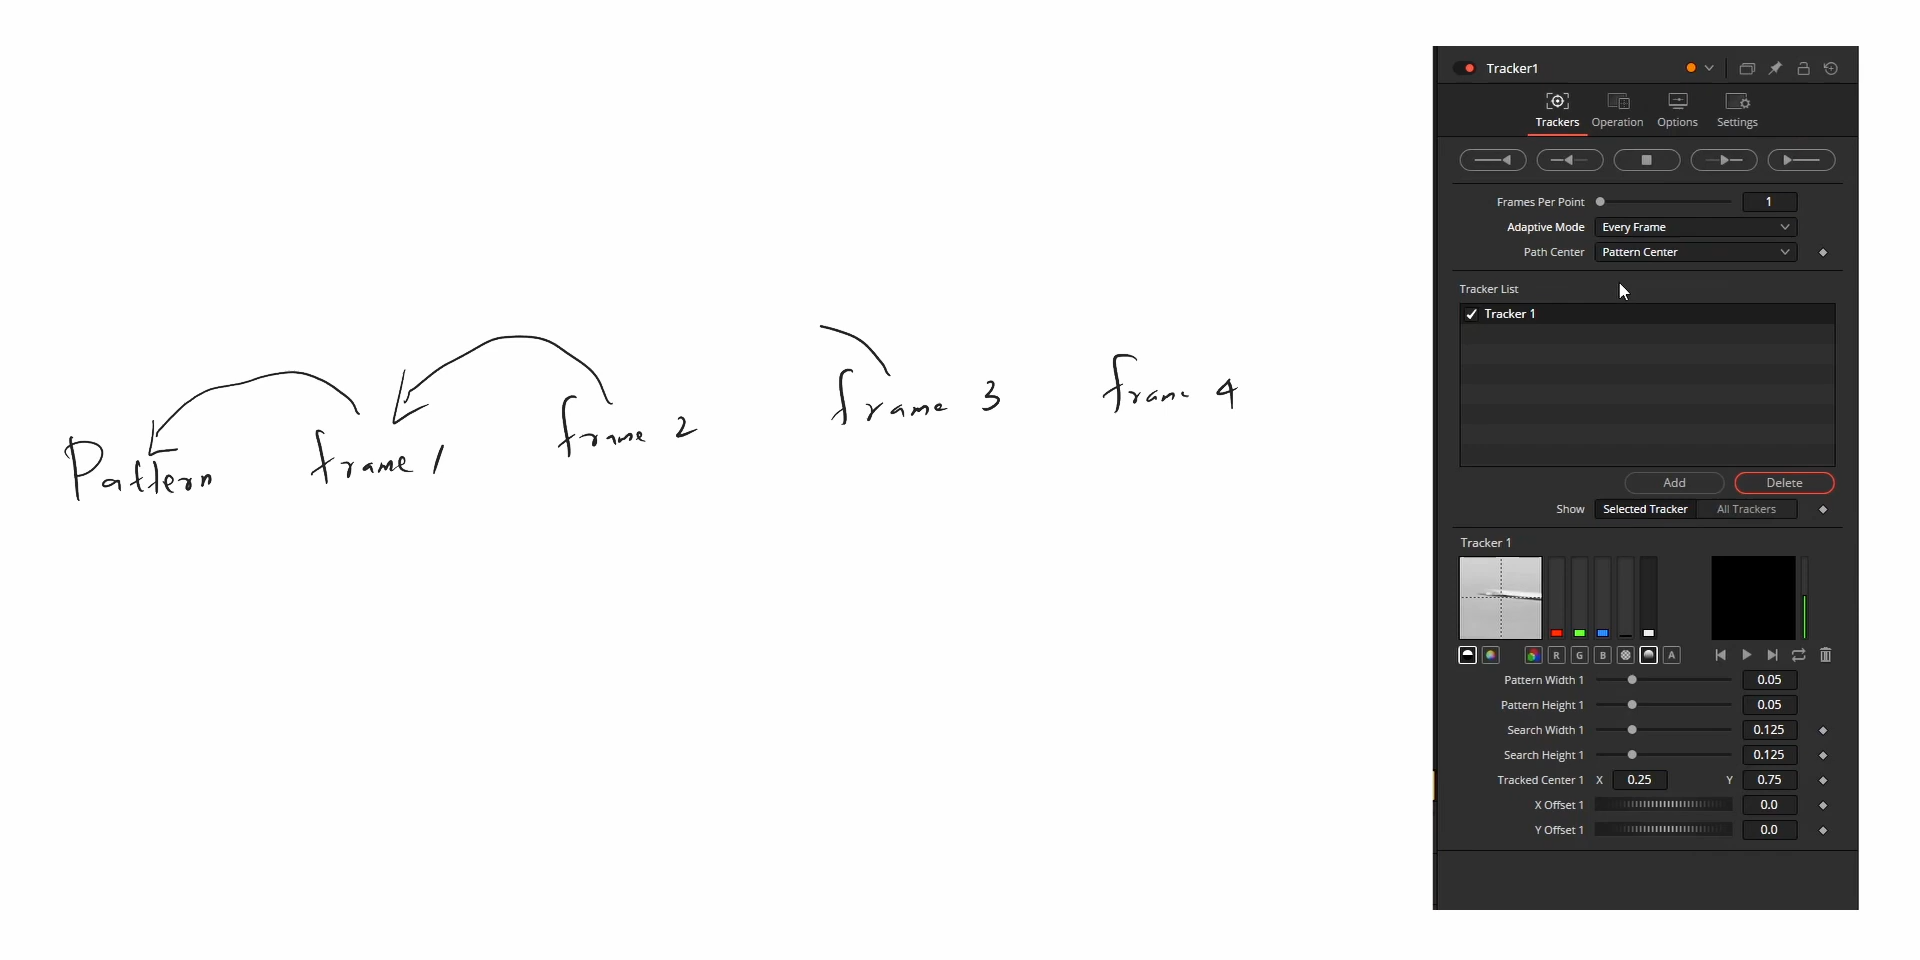 Pattern frame 1 frame 2 frame 3 frame 4
Tracker1
Trackers Operation Options Settings
Frames Per Point 1
Adaptive Mode Every Frame
Path Center Pattern Center
Tracker List
Tracker 1
Add Delete
Show Selected Tracker All Trackers
Tracker 1
R G B A
Pattern Width 1 0.05
Pattern Height 1 0.05
Search Width 1 0.125
Search Height 1 0.125
Tracked Center 1 X 0.25 Y 0.75
X Offset 1 0.0
Y Offset 1 0.0